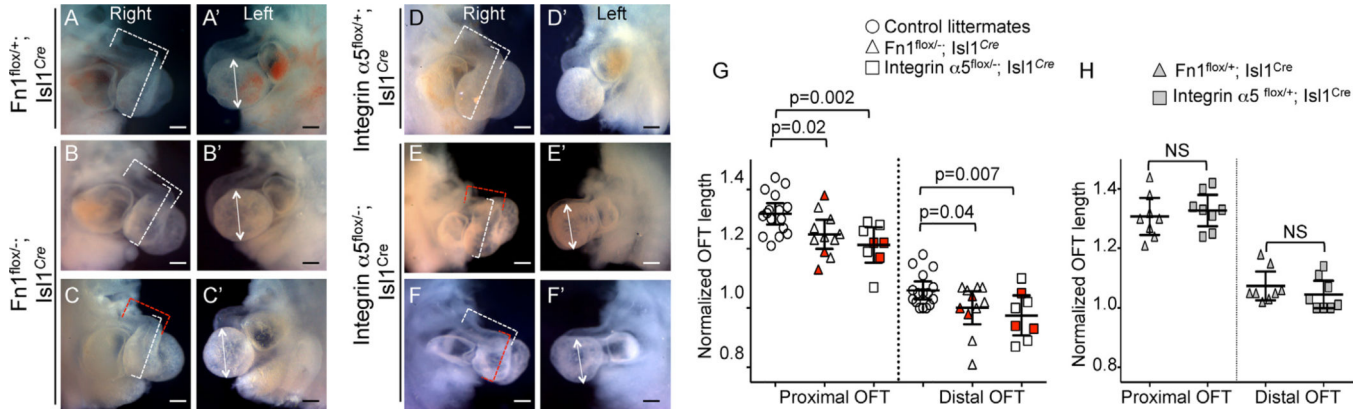 A Right
A’ Left
Fn1flox/+;
Isl1Cre
B
B’
C
C’
Fn1flox/-;
Isl1Cre
D Right
D’ Left
Integrin α5flox/+;
Isl1Cre
E
E’
F
F’
Integrin α5flox/-;
Isl1Cre
G
○ Control littermates
△ Fn1flox/-; Isl1Cre
□ Integrin α5flox/-; Isl1Cre
Normalized OFT length
1.4
1.2
1.0
0.8
p=0.002
p=0.02
p=0.007
p=0.04
Proximal OFT
Distal OFT
H
Fn1flox/+; Isl1Cre
Integrin α5 flox/+; Isl1Cre
Normalized OFT length
1.4
1.2
1.0
0.8
NS
NS
Proximal OFT
Distal OFT